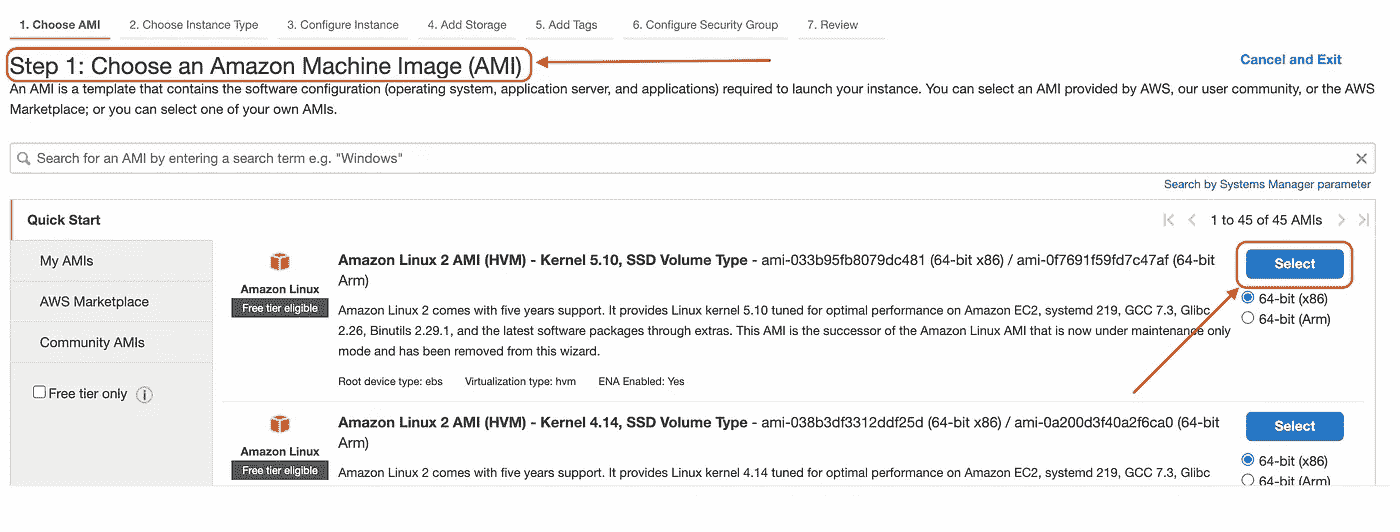 1. Choose AMI 2. Choose Instance Type 3. Configure Instance 4. Add Storage 5. Add Tags 6. Configure Security Group 7. Review
Step 1: Choose an Amazon Machine Image (AMI)
Cancel and Exit
An AMI is a template that contains the software configuration (operating system, application server, and applications) required to launch your instance. You can select an AMI provided by AWS, our user community, or the AWS
Marketplace; or you can select one of your own AMIs.
Search for an AMI by entering a search term e.g. "Windows"
Search by Systems Manager parameter
Quick Start
1 to 45 of 45 AMIs
My AMIs
AWS Marketplace
Community AMIs
Free tier only
Amazon Linux
Free tier eligible
Amazon Linux 2 AMI (HVM) - Kernel 5.10, SSD Volume Type - ami-033b95fb8079dc481 (64-bit x86) / ami-0f7691f59fd7c47af (64-bit
Arm)
Amazon Linux 2 comes with five years support. It provides Linux kernel 5.10 tuned for optimal performance on Amazon EC2, systemd 219, GCC 7.3, Glibc
2.26, Binutils 2.29.1, and the latest software packages through extras. This AMI is the successor of the Amazon Linux AMI that is now under maintenance only
mode and has been removed from this wizard.
Root device type: ebs Virtualization type: hvm ENA Enabled: Yes
Select
64-bit (x86)
64-bit (Arm)
Amazon Linux
Free tier eligible
Amazon Linux 2 AMI (HVM) - Kernel 4.14, SSD Volume Type - ami-038b3df3312ddf25d (64-bit x86) / ami-0a200d3f40a2f6ca0 (64-bit
Arm)
Amazon Linux 2 comes with five years support. It provides Linux kernel 4.14 tuned for optimal performance on Amazon EC2, systemd 219, GCC 7.3, Glibc
Select
64-bit (x86)
64-bit (Arm)